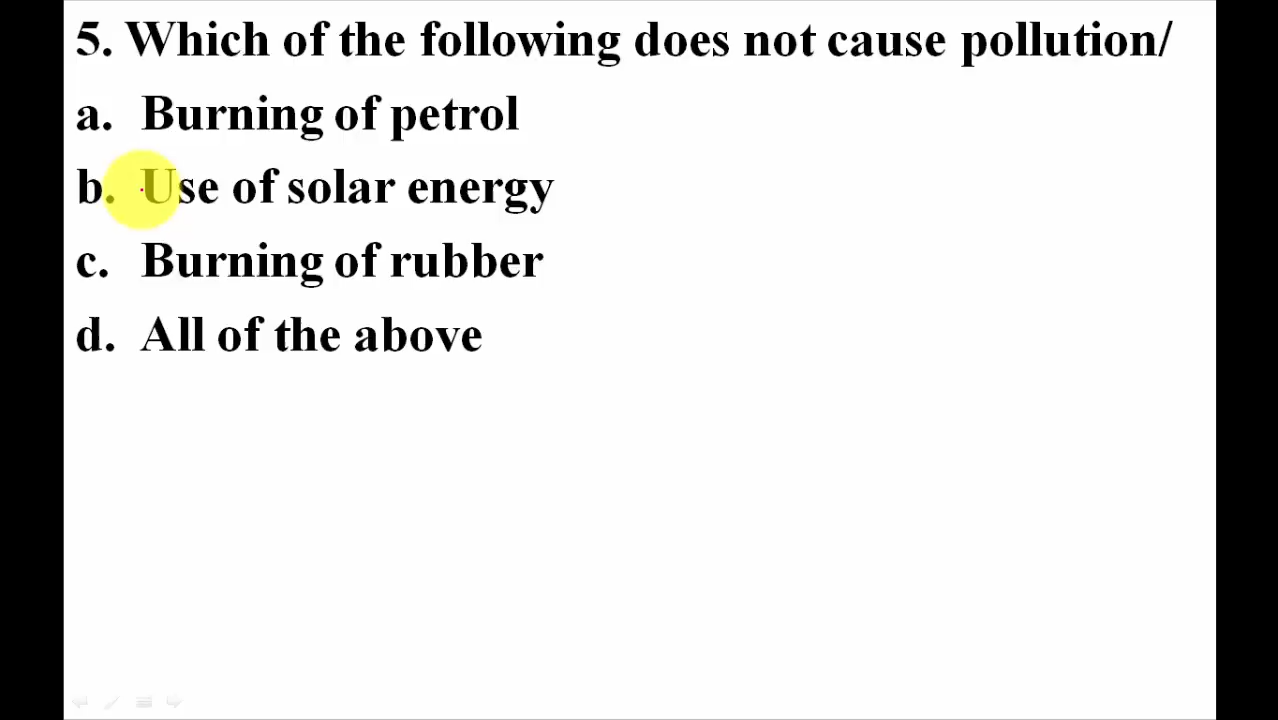 5. Which of the following does not cause pollution/
a. Burning of petrol
b. Use of solar energy
c. Burning of rubber
d. All of the above